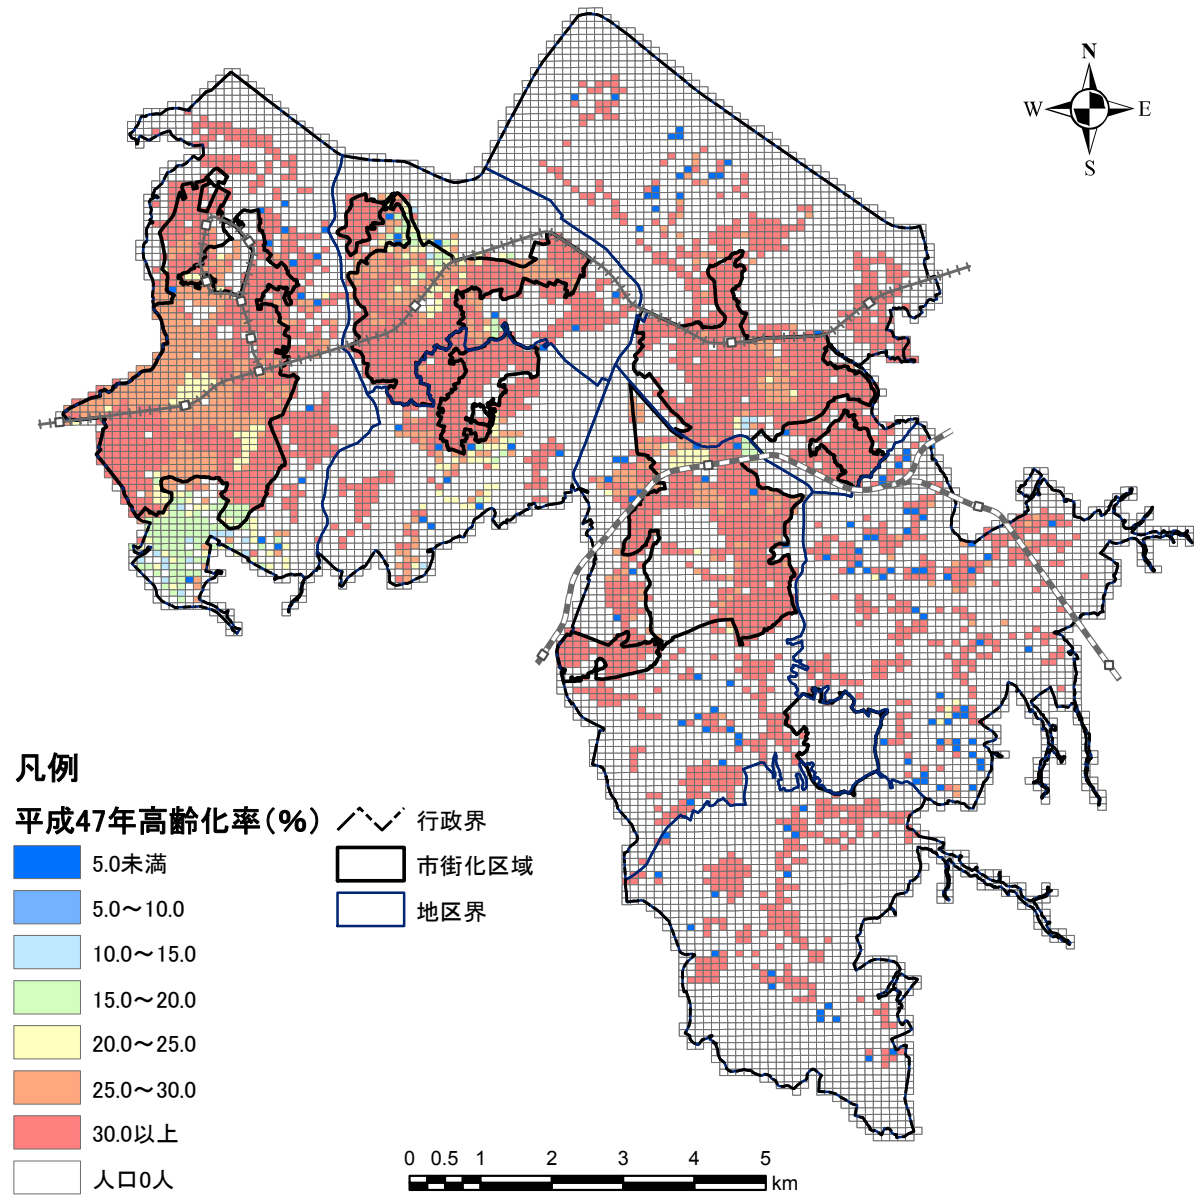 N
W E
S
凡例
平成47年高齢化率(%)
5.0未満
5.0～10.0
10.0～15.0
15.0～20.0
20.0～25.0
25.0～30.0
30.0以上
人口0人
行政界
市街化区域
地区界
0 0.5 1 2 3 4 5
km